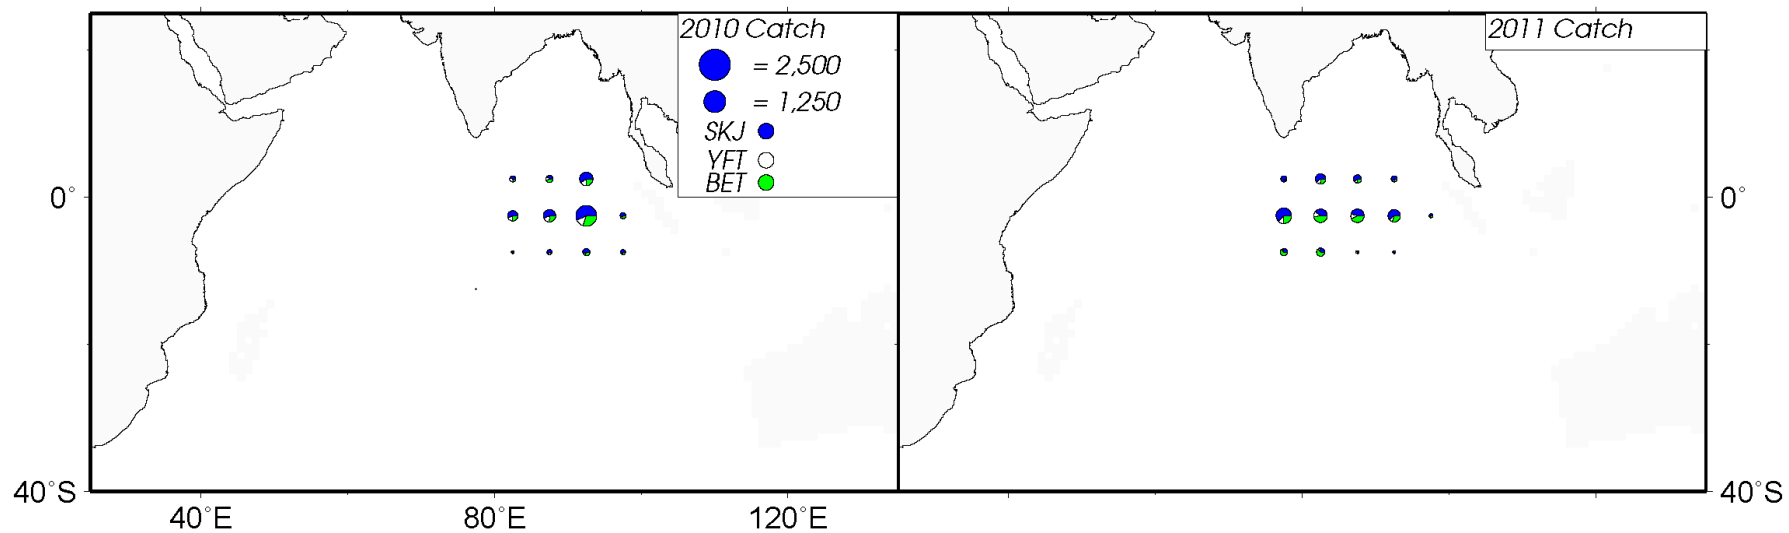 2010 Catch
= 2,500
= 1,250
SKJ
YFT
BET
2011 Catch
0°
0°
40°S
40°S
40°E
80°E
120°E